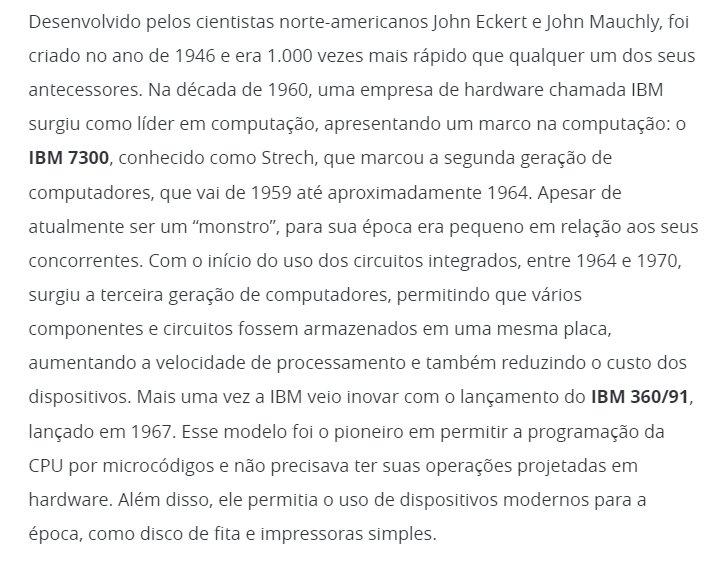 Desenvolvido pelos cientistas norte-americanos John Eckert e John Mauchly, foi
criado no ano de 1946 e era 1.000 vezes mais rápido que qualquer um dos seus
antecessores. Na década de 1960, uma empresa de hardware chamada IBM
surgiu como líder em computação, apresentando um marco na computação: o
IBM 7300, conhecido como Strech, que marcou a segunda geração de
computadores, que vai de 1959 até aproximadamente 1964. Apesar de
atualmente ser um “monstro”, para sua época era pequeno em relação aos seus
concorrentes. Com o início do uso dos circuitos integrados, entre 1964 e 1970,
surgiu a terceira geração de computadores, permitindo que vários
componentes e circuitos fossem armazenados em uma mesma placa,
aumentando a velocidade de processamento e também reduzindo o custo dos
dispositivos. Mais uma vez a IBM veio inovar com o lançamento do IBM 360/91,
lançado em 1967. Esse modelo foi o pioneiro em permitir a programação da
CPU por microcódigos e não precisava ter suas operações projetadas em
hardware. Além disso, ele permitia o uso de dispositivos modernos para a
época, como disco de fita e impressoras simples.